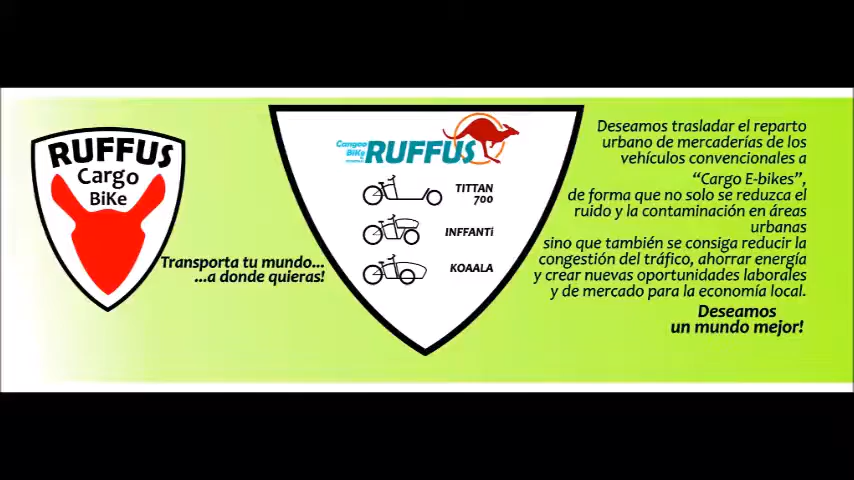 RUFFUS
Cargo
BiKe
Transporta tu mundo...
...a donde quieras!
Cangoo
BiKe
RUFFUS
TITTAN
700
INFFANTi
KOAALA
Deseamos trasladar el reparto
urbano de mercaderías de los
vehículos convencionales a
“Cargo E-bikes”,
de forma que no solo se reduzca el
ruido y la contaminación en áreas
urbanas
sino que también se consiga reducir la
congestión del tráfico, ahorrar energía
y crear nuevas oportunidades laborales
y de mercado para la economía local.
Deseamos
un mundo mejor!